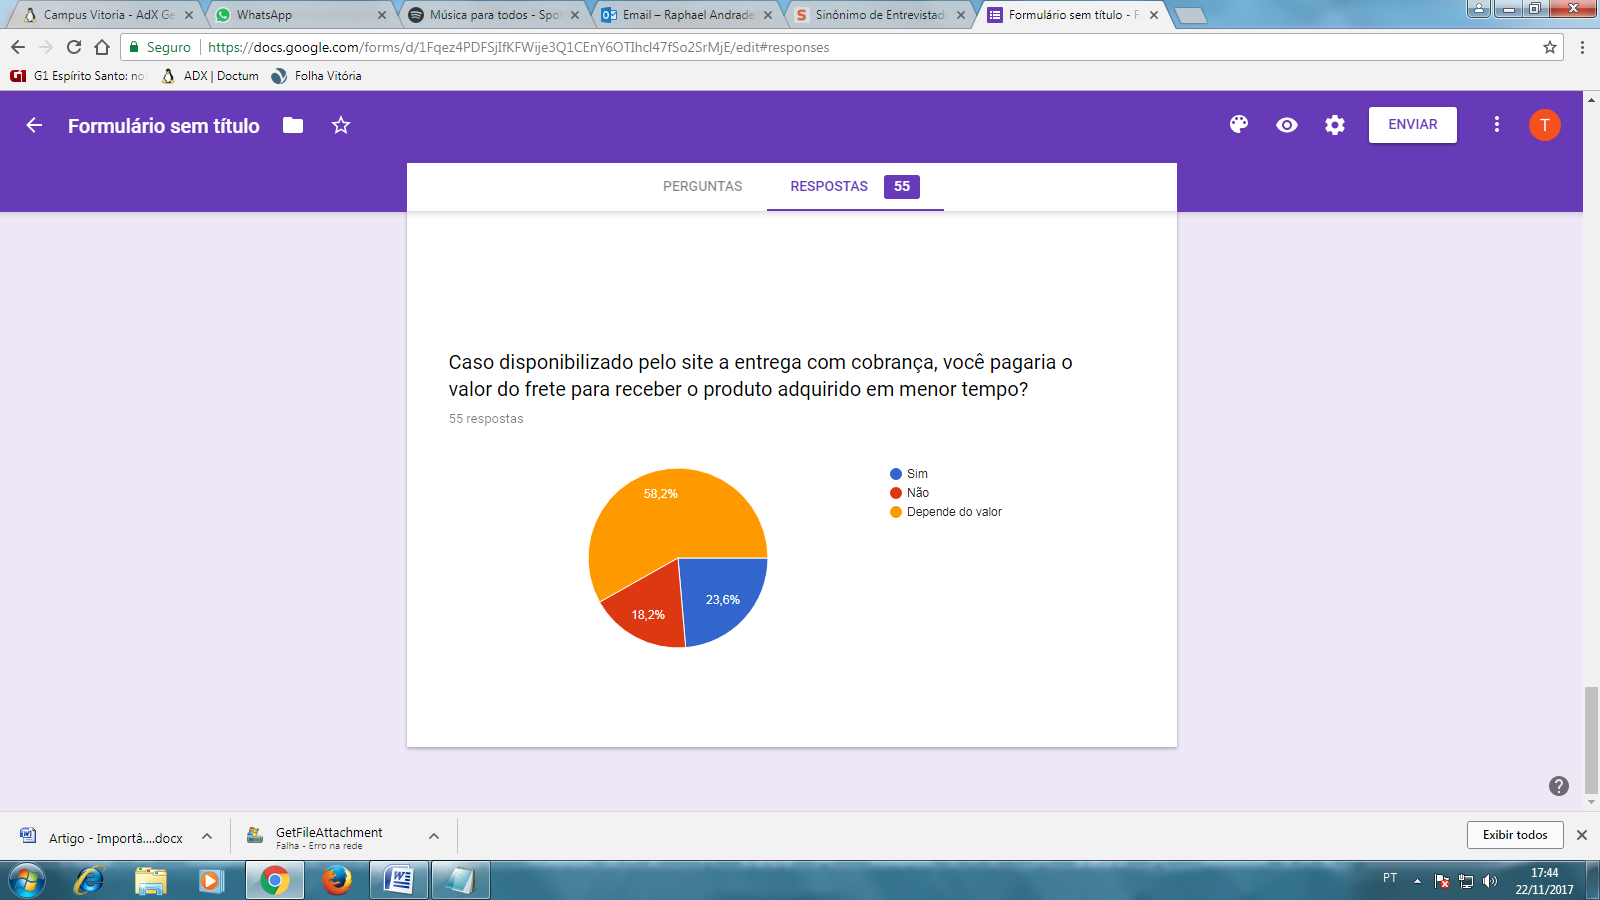 Campus Vitoria - AdX Ge
WhatsApp
Música para todos - Spo
Email – Raphael Andrade
Sinônimo de Entrevistad
Formulário sem título - F
Seguro
https://docs.google.com/forms/d/1Fqez4PDFSjIfKFWije3Q1CEnY6OTIhcl47fSo2SrMjE/edit#responses
G1 Espírito Santo: no
ADX | Doctum
Folha Vitória
Formulário sem título
ENVIAR
T
PERGUNTAS
RESPOSTAS 55
Caso disponibilizado pelo site a entrega com cobrança, você pagaria o
valor do frete para receber o produto adquirido em menor tempo?
55 respostas
58,2%
18,2%
23,6%
Sim
Não
Depende do valor
Artigo - Importâ....docx
GetFileAttachment
Falha - Erro na rede
Exibir todos
PT
17:44
22/11/2017